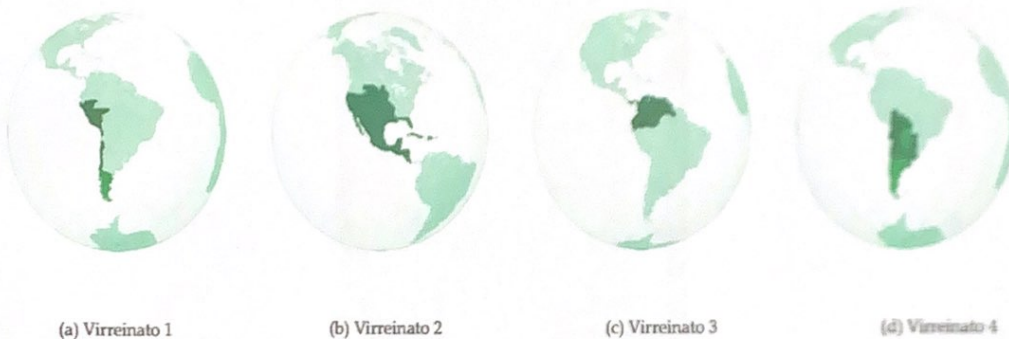 (a) Virreinato 1
(b) Virreinato 2
(c) Virreinato 3
(d) Virreinato 4